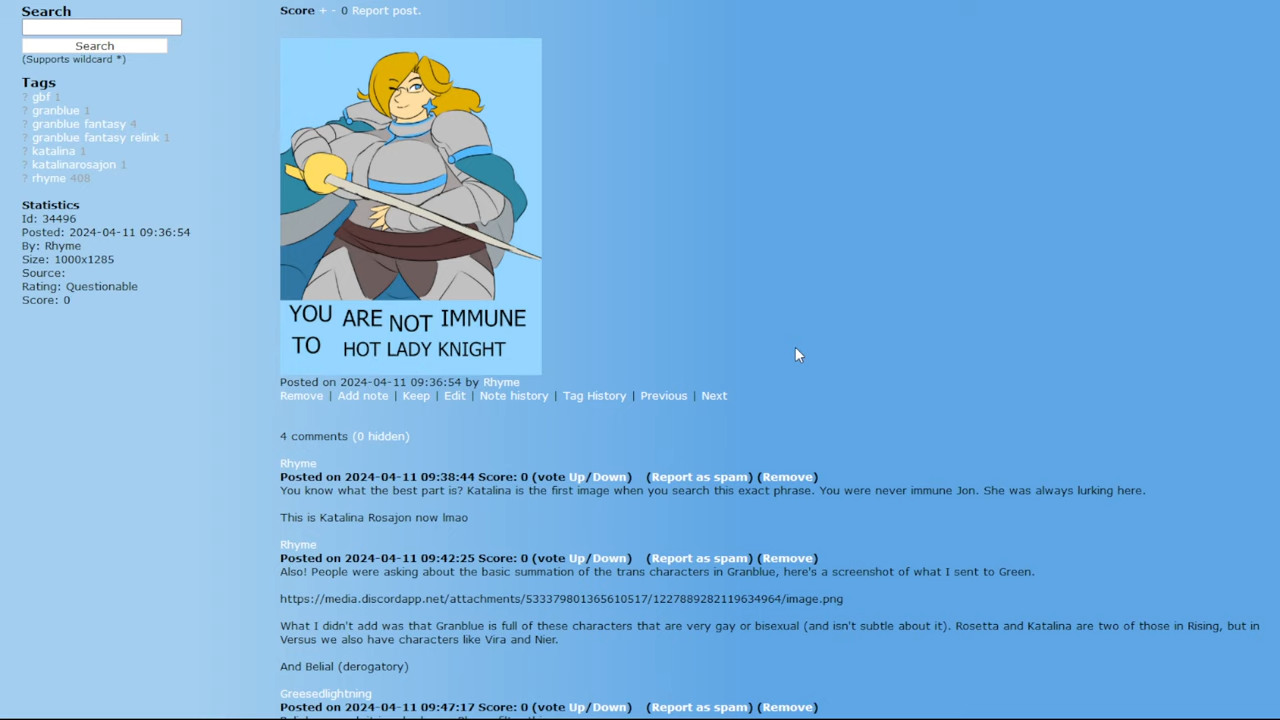 Search
Search
(Supports wildcard *)
Tags
? gbf 1
? granblue 1
? granblue fantasy 4
? granblue fantasy relink 1
? katalina 1
? katalinarosajon 1
? rhyme 408
Statistics
Id: 34496
Posted: 2024-04-11 09:36:54
By: Rhyme
Size: 1000x1285
Source:
Rating: Questionable
Score: 0
Score + - 0 Report post.
YOU ARE NOT IMMUNE
TO HOT LADY KNIGHT
Posted on 2024-04-11 09:36:54 by Rhyme
Remove | Add note | Keep | Edit | Note history | Tag History | Previous | Next
4 comments (0 hidden)
Rhyme
Posted on 2024-04-11 09:38:44 Score: 0 (vote Up/Down) (Report as spam) (Remove)
You know what the best part is? Katalina is the first image when you search this exact phrase. You were never immune Jon. She was always lurking here.
This is Katalina Rosajon now lmao
Rhyme
Posted on 2024-04-11 09:42:25 Score: 0 (vote Up/Down) (Report as spam) (Remove)
Also! People were asking about the basic summation of the trans characters in Granblue, here's a screenshot of what I sent to Green.
https://media.discordapp.net/attachments/533379801365610517/1227889282119634964/image.png
What I didn't add was that Granblue is full of these characters that are very gay or bisexual (and isn't subtle about it). Rosetta and Katalina are two of those in Rising, but in
Versus we also have characters like Vira and Nier.
And Belial (derogatory)
Greesedlightning
Posted on 2024-04-11 09:47:17 Score: 0 (vote Up/Down) (Report as spam) (Remove)